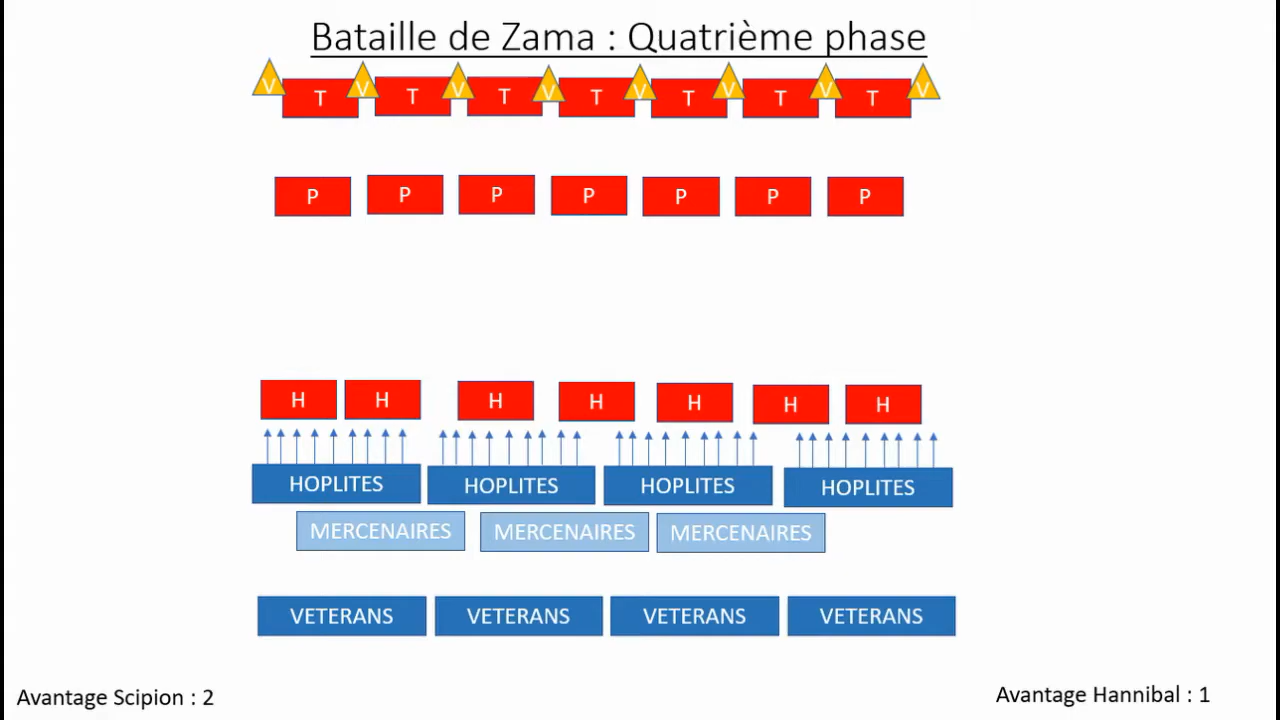 Bataille de Zama : Quatrième phase
V T V T V T V T V T V T V T V
P P P P P P P
H H H H H H H
HOPLITES HOPLITES HOPLITES HOPLITES
MERCENAIRES MERCENAIRES MERCENAIRES
VETERANS VETERANS VETERANS VETERANS
Avantage Scipion : 2 Avantage Hannibal : 1